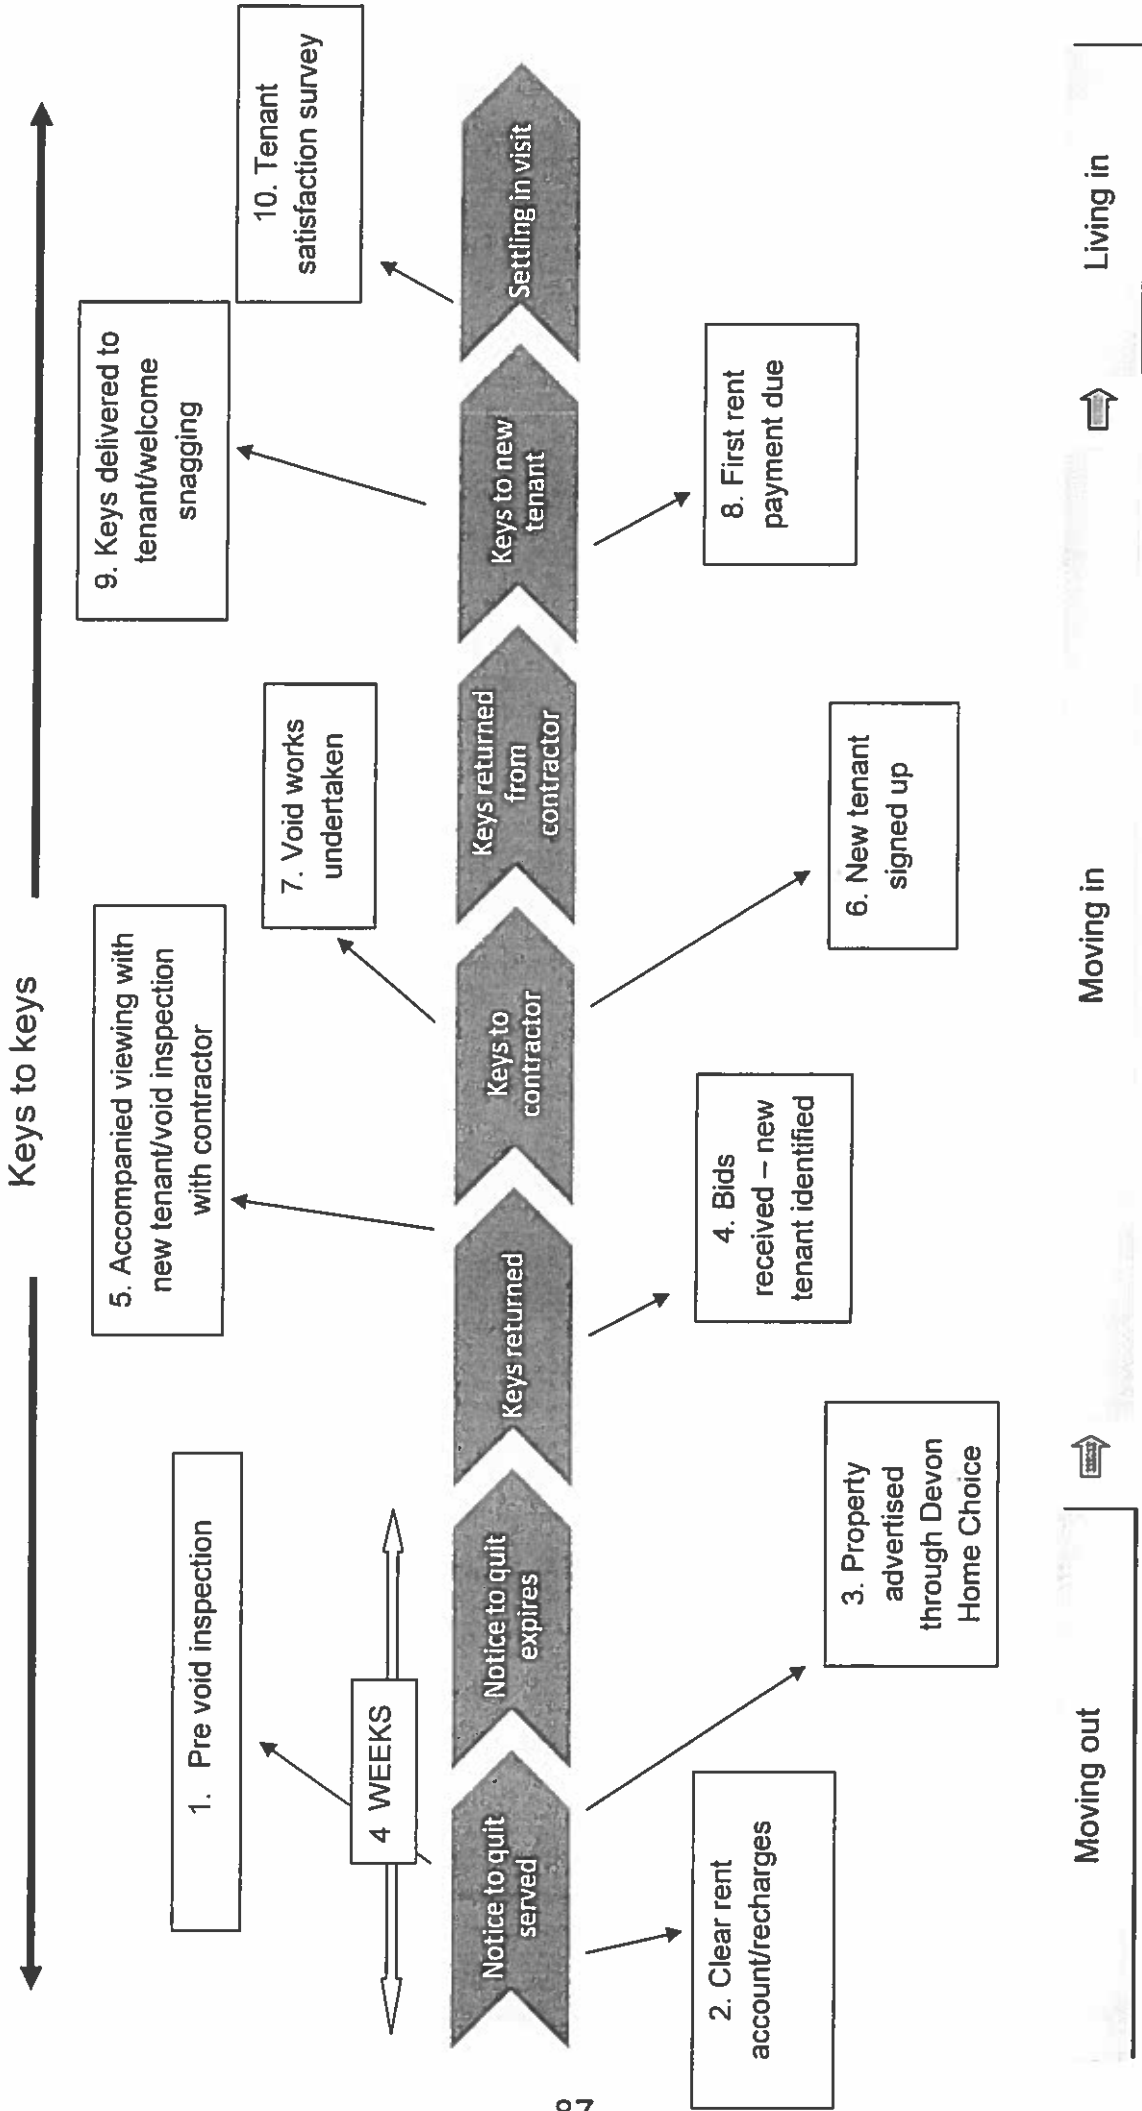 Keys to keys
1. Pre void inspection
5. Accompanied viewing with
new tenant/void inspection
with contractor
7. Void works
undertaken
9. Keys delivered to
tenant/welcome
snagging
10. Tenant
satisfaction survey
4 WEEKS
Notice to quit
served
Notice to quit
expires
Keys returned
Keys to
contractor
Keys returned
from
contractor
Keys to new
tenant
Settling in visit
2. Clear rent
account/recharges
3. Property
advertised
through Devon
Home Choice
4. Bids
received – new
tenant identified
6. New tenant
signed up
8. First rent
payment due
Moving out
Moving in
Living in